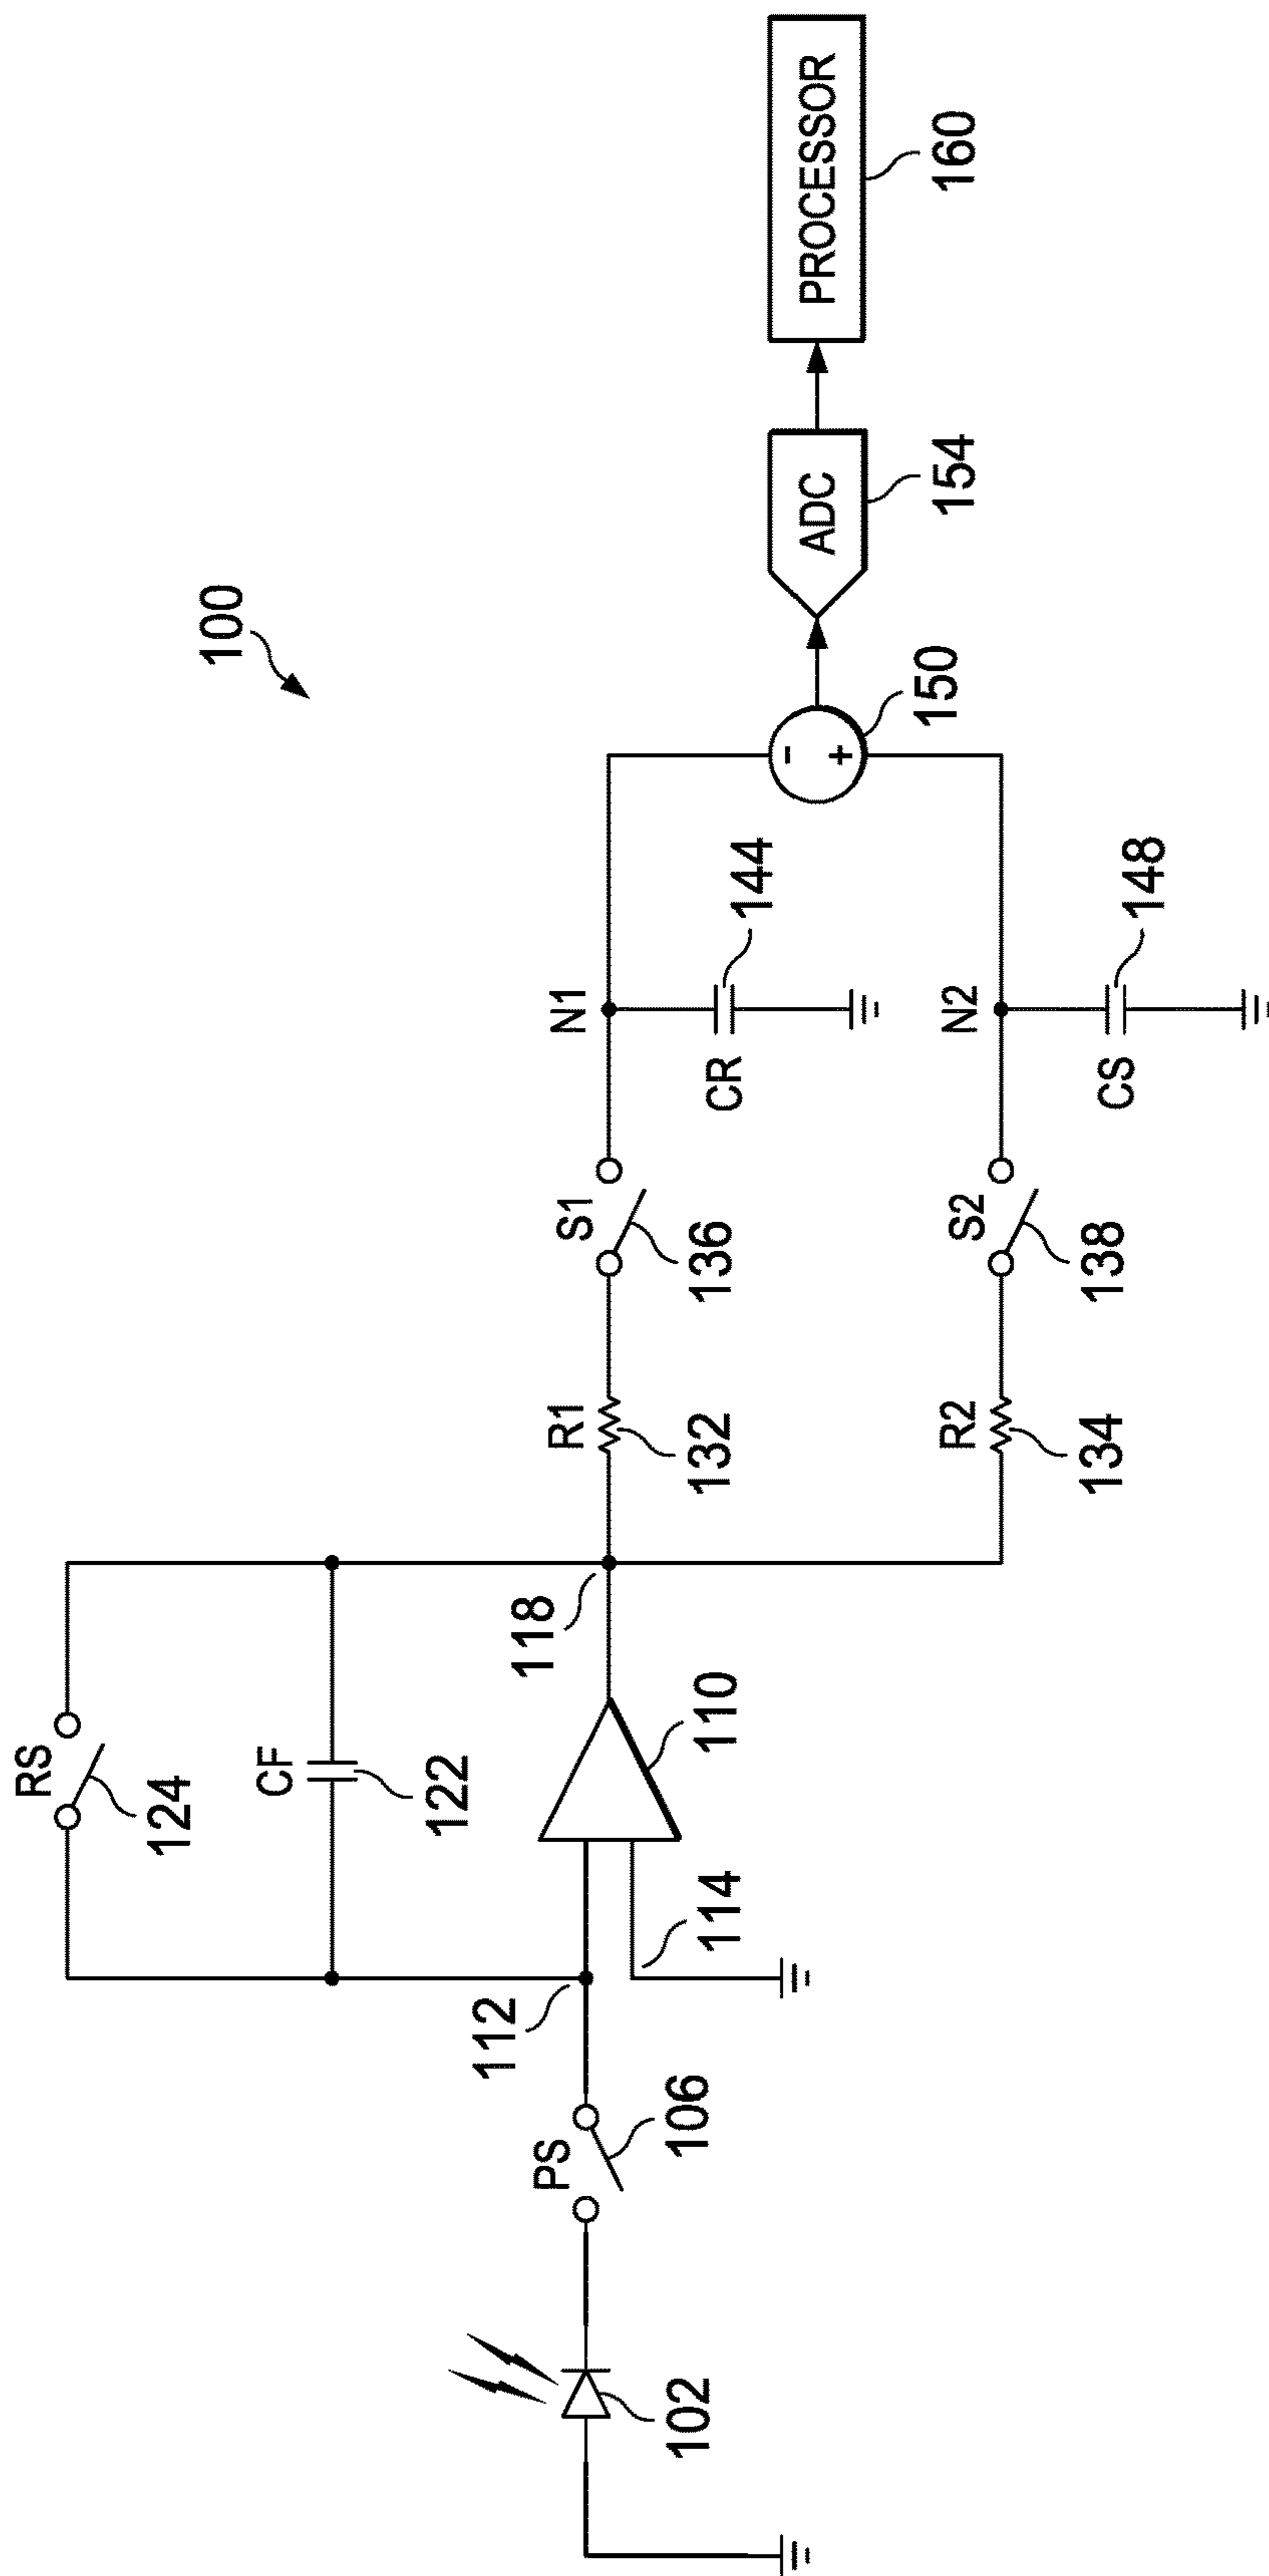 100
RS
124
CF
122
118
R1
132
S1
136
N1
CR
144
PROCESSOR
160
ADC
154
-
+
150
PS
106
112
114
110
102
R2
134
S2
138
N2
CS
148